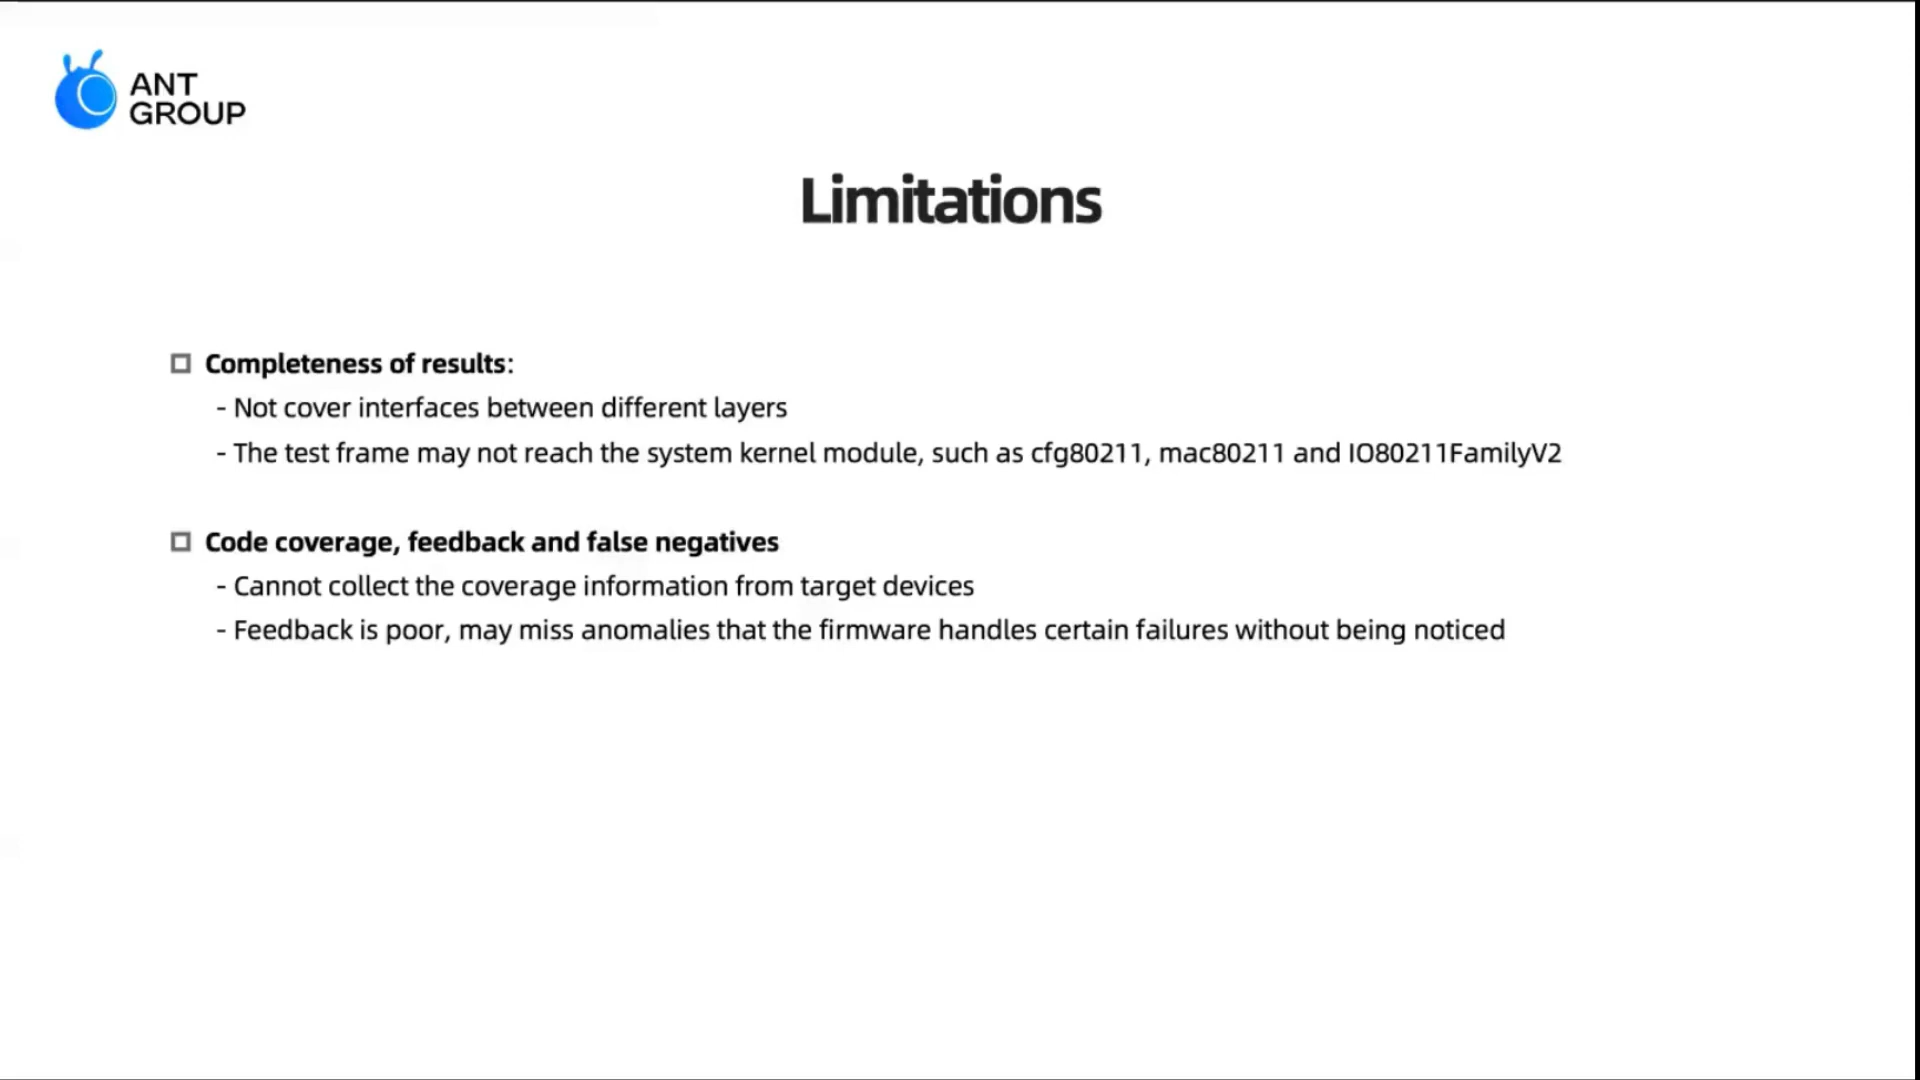 ANT
GROUP
Limitations
Completeness of results:
- Not cover interfaces between different layers
- The test frame may not reach the system kernel module, such as cfg80211, mac80211 and IO80211FamilyV2
Code coverage, feedback and false negatives
- Cannot collect the coverage information from target devices
- Feedback is poor, may miss anomalies that the firmware handles certain failures without being noticed